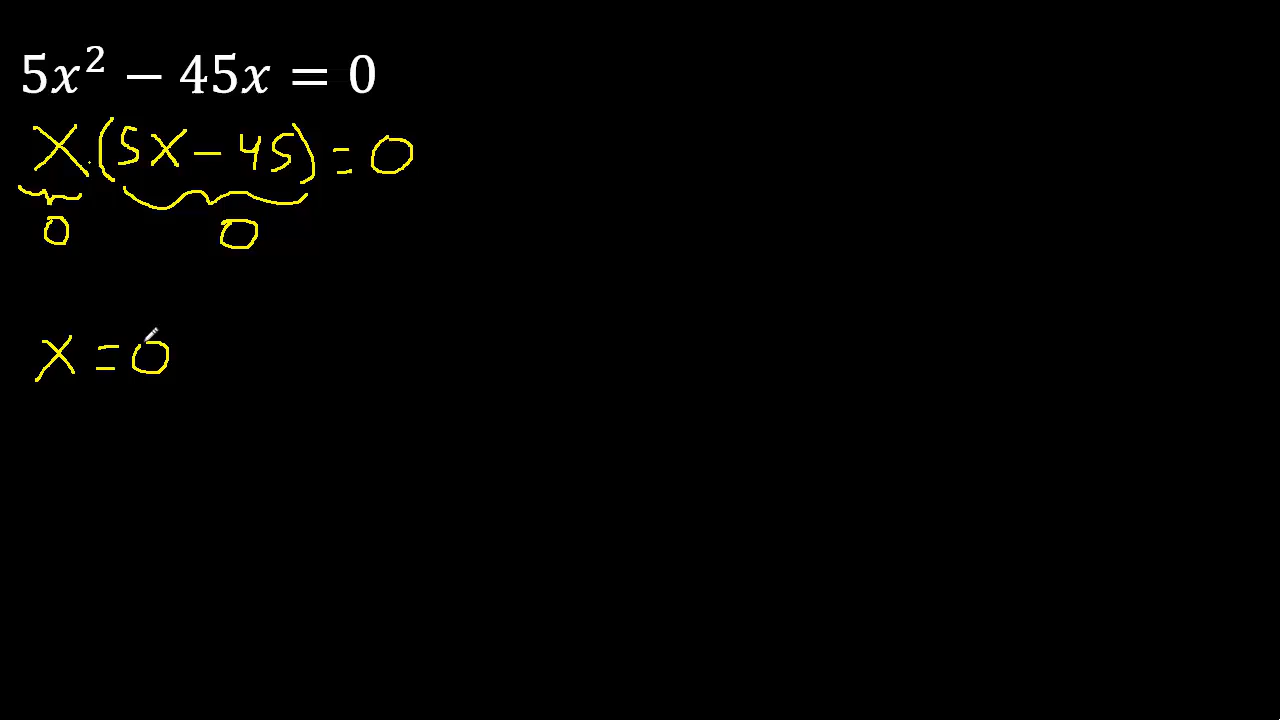 5x² − 45x = 0
x·(5x − 45) = 0
0 0
x = 0